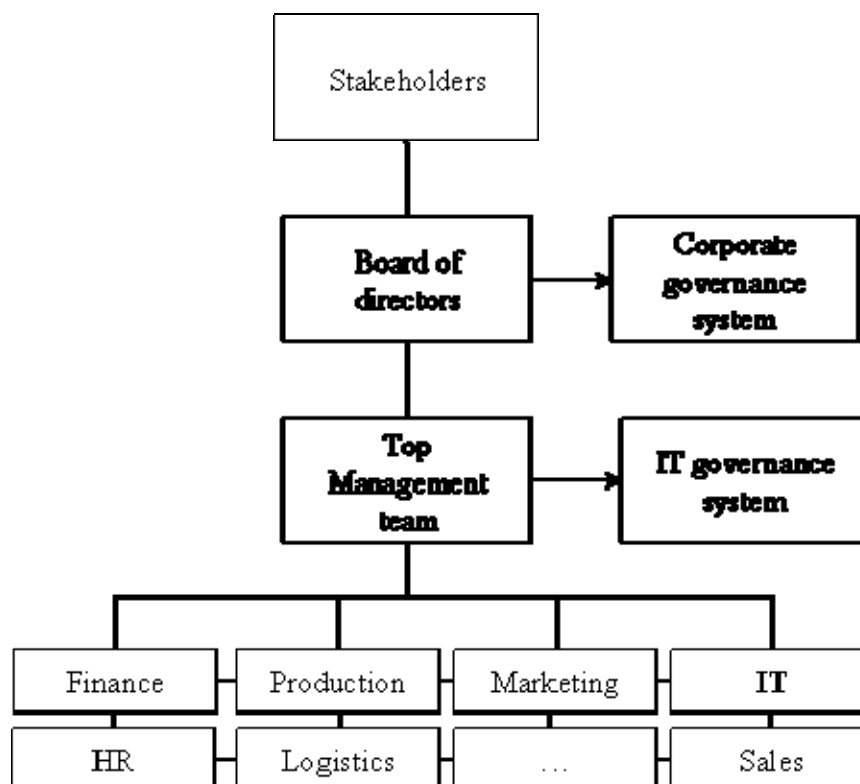 Stakeholders
Board of
directors
Corporate
governance
system
Top
Management
team
IT governance
system
Finance
Production
Marketing
IT
HR
Logistics
...
Sales